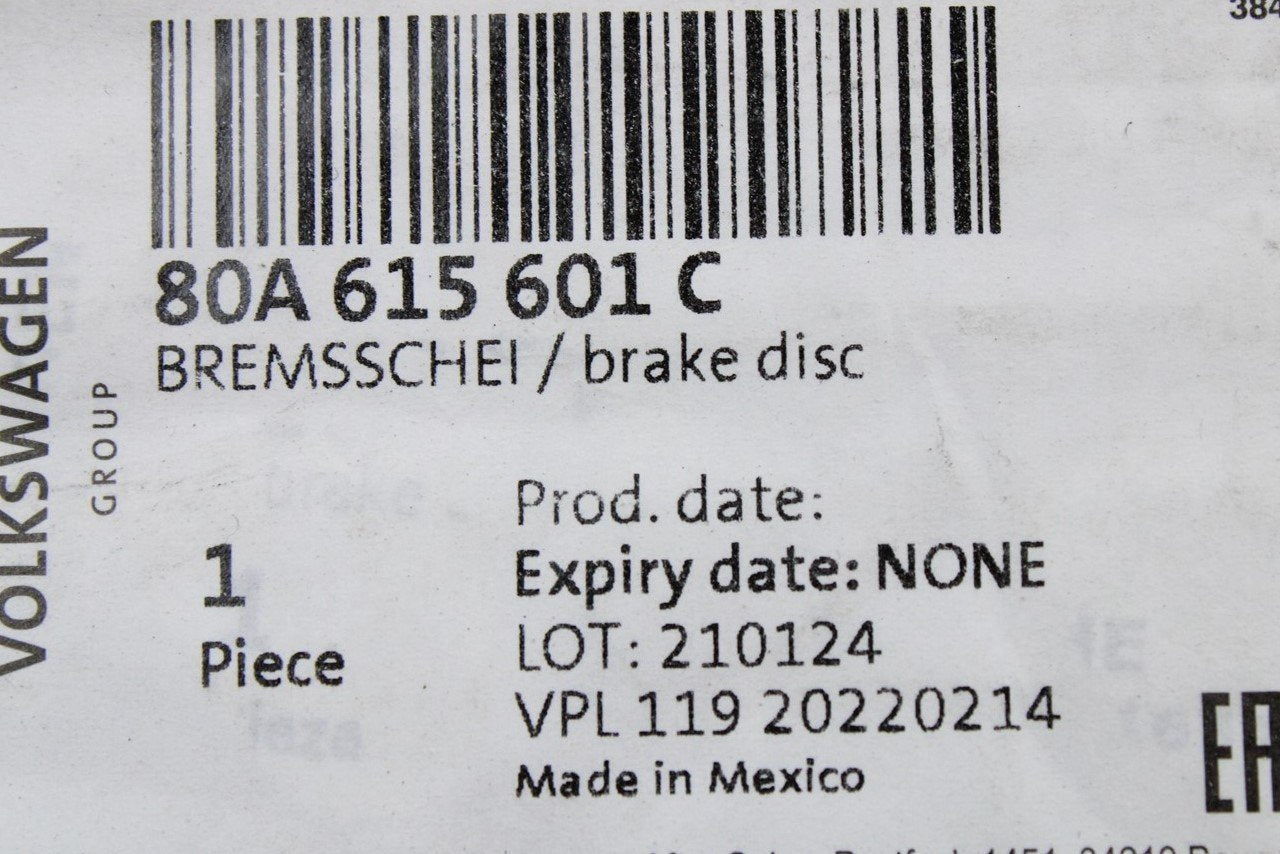 384
80A 615 601 C
BREMSSCHEI / brake disc
VOLKSWAGEN
GROUP
Prod. date:
Expiry date: NONE
1
Piece
LOT: 210124
VPL 119 20220214
Made in Mexico
EAC